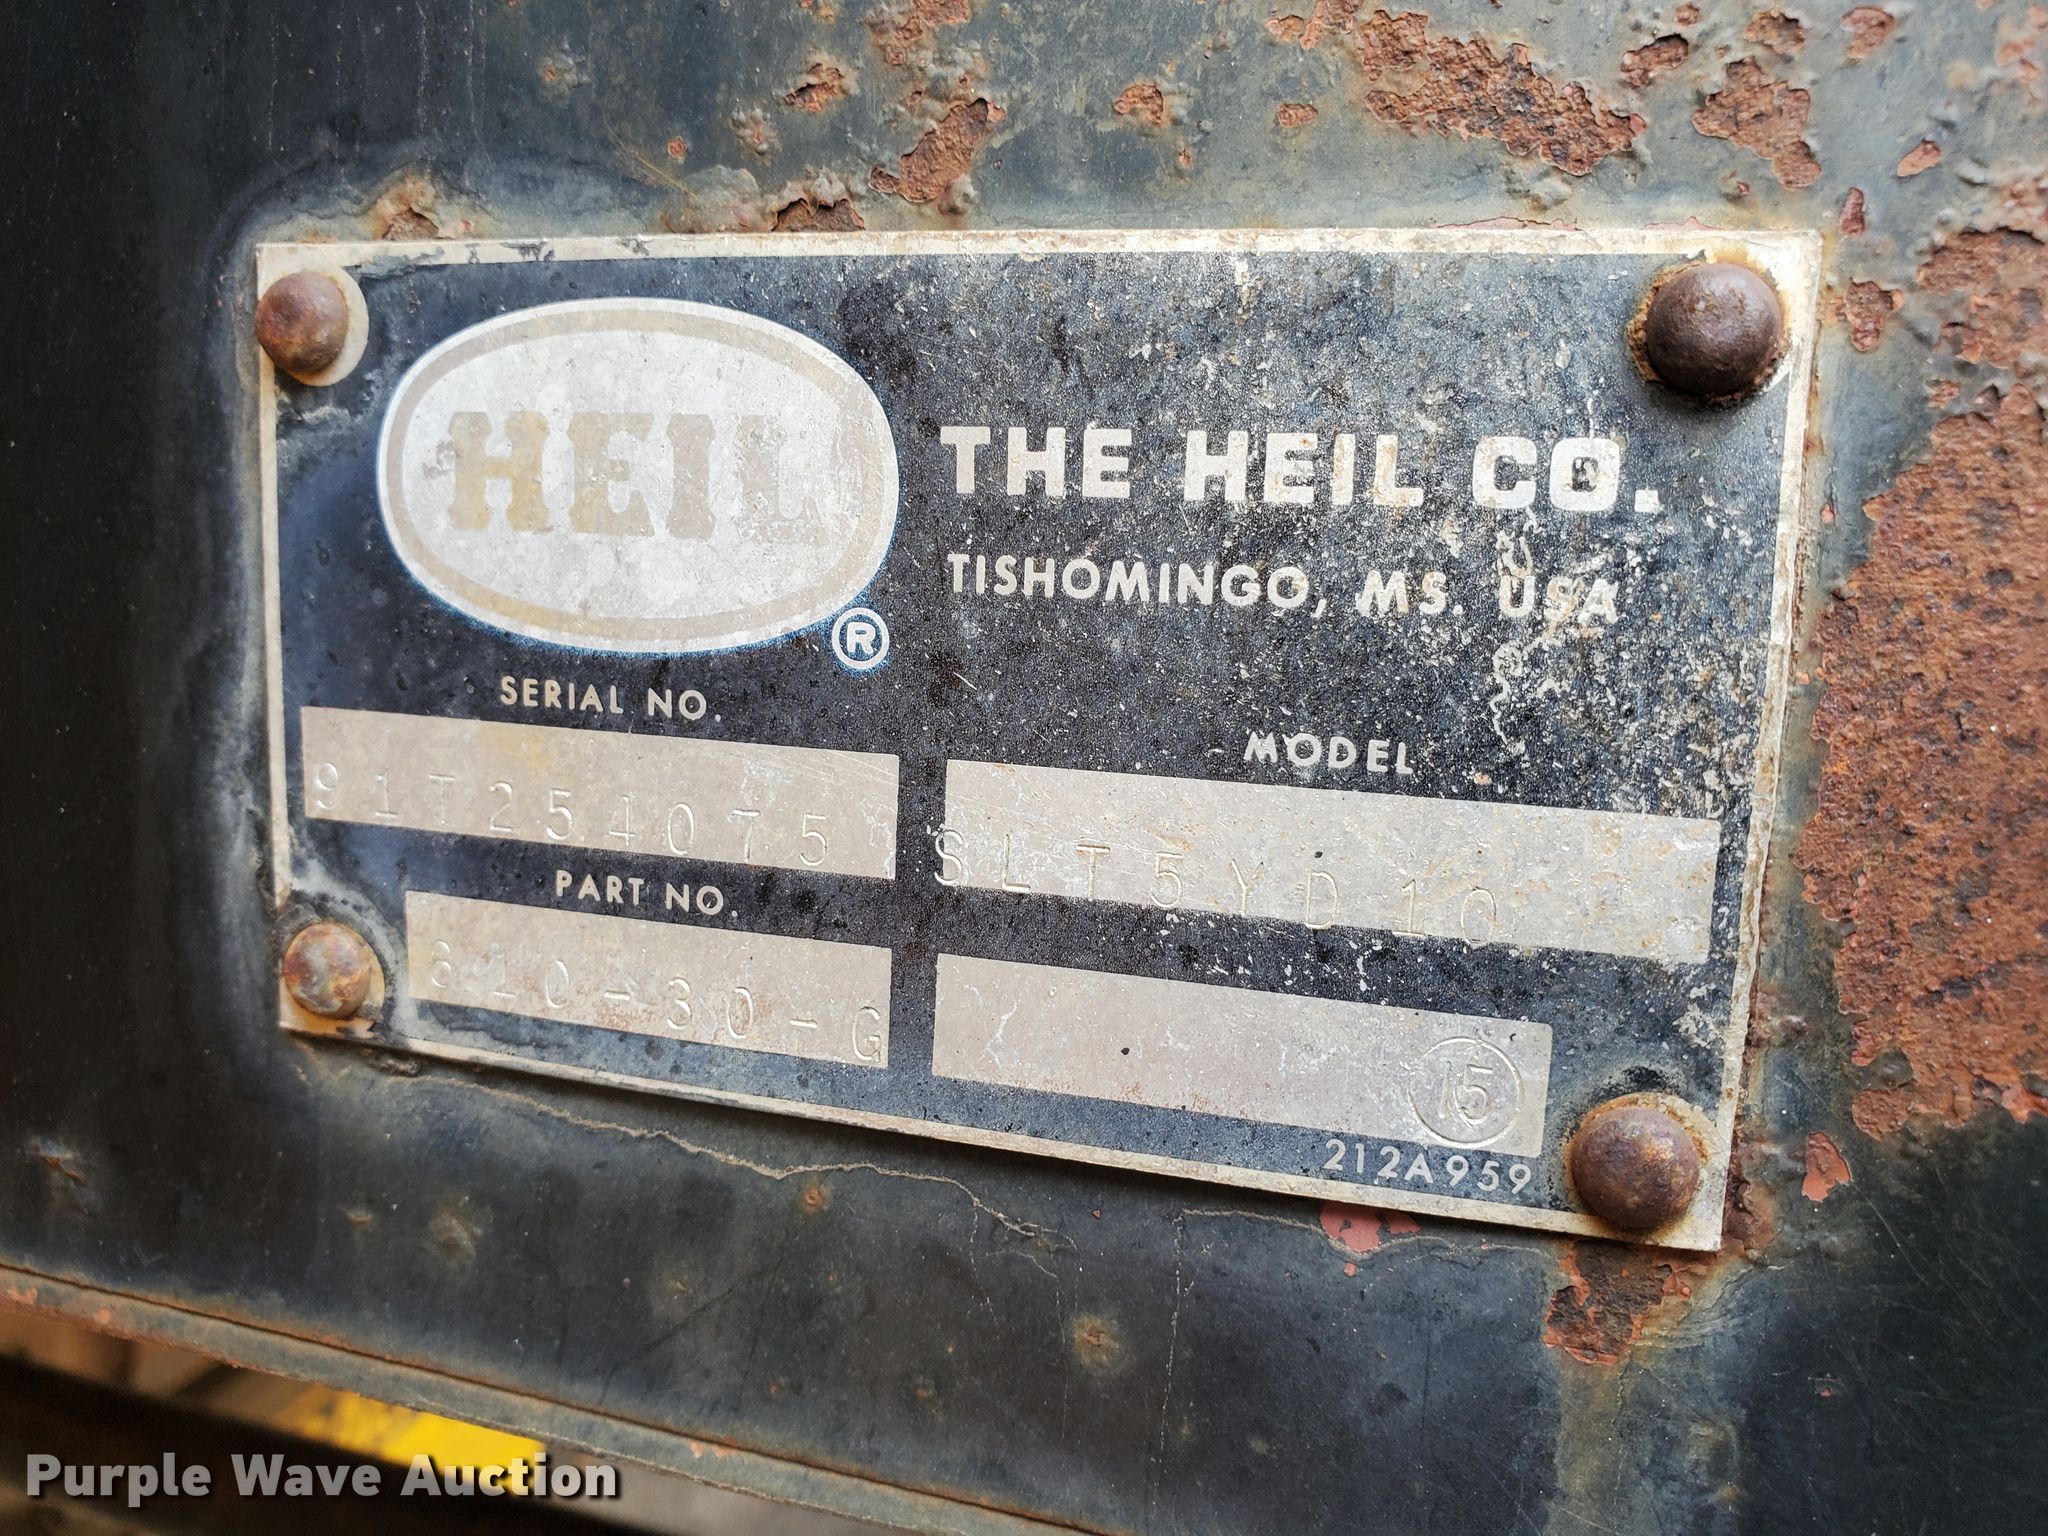 HEIL
®
THE HEIL CO.
TISHOMINGO, MS. USA
SERIAL NO.
91T254075
MODEL
SLT5YD10
PART NO.
810-30-G
15
212A959
Purple Wave Auction